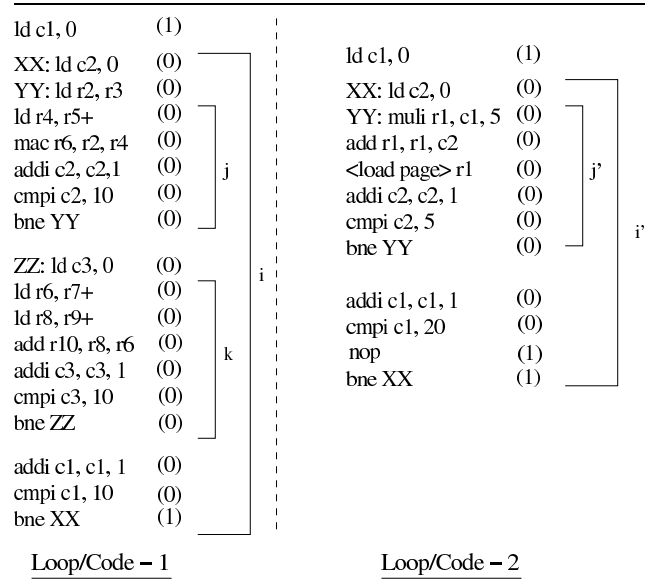 ld c1, 0 (1)
XX: ld c2, 0 (0)
YY: ld r2, r3 (0)
ld r4, r5+ (0)
mac r6, r2, r4 (0)
addi c2, c2,1 (0)
cmpi c2, 10 (0)
bne YY (0)
j
ZZ: ld c3, 0 (0)
ld r6, r7+ (0)
ld r8, r9+ (0)
add r10, r8, r6 (0)
addi c3, c3, 1 (0)
cmpi c3, 10 (0)
bne ZZ (0)
k
addi c1, c1, 1 (0)
cmpi c1, 10 (0)
bne XX (1)
i
Loop/Code – 1
ld c1, 0 (1)
XX: ld c2, 0 (0)
YY: muli r1, c1, 5 (0)
add r1, r1, c2 (0)
<load page> r1 (0)
addi c2, c2, 1 (0)
cmpi c2, 5 (0)
bne YY (0)
j'
addi c1, c1, 1 (0)
cmpi c1, 20 (0)
nop (1)
bne XX (1)
i'
Loop/Code – 2